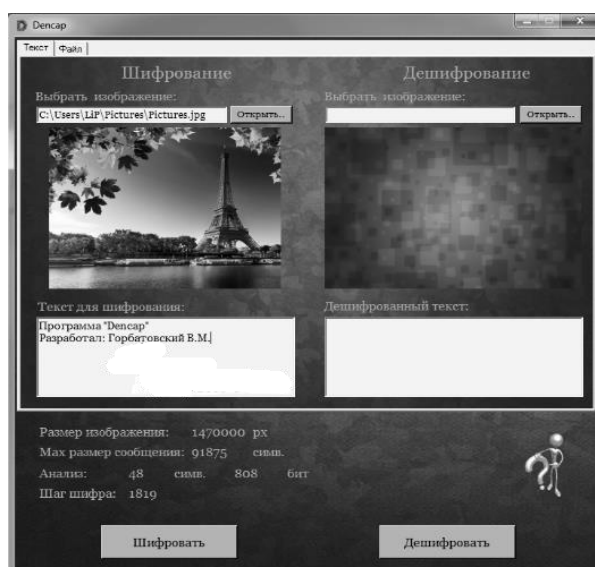 Dencap
Текст Файл
Шифрование
Выбрать изображение:
C:\Users\LiP\Pictures\Pictures.jpg Открыть..
Текст для шифрования:
Программа "Dencap"
Разработал: Горбатовский В.М.
Дешифрование
Выбрать изображение:
Открыть..
Дешифрованный текст:
Размер изображения: 1470000 px
Max размер сообщения: 91875 симв.
Анализ: 48 симв. 808 бит
Шаг шифра: 1819
Шифровать
Дешифровать